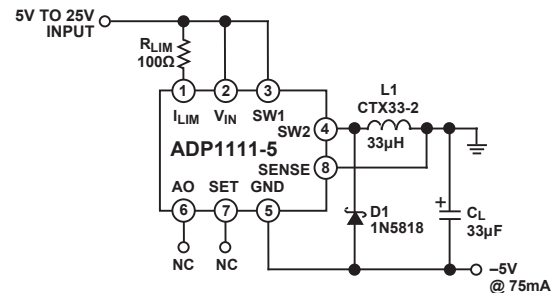 5V TO 25V
INPUT
RLIM
100Ω
1
2
3
ILIM
VIN
SW1
L1
CTX33-2
SW2
4
33µH
ADP1111-5
SENSE
8
AO
SET
GND
6
7
5
D1
1N5818
+
CL
33µF
NC
NC
–5V
@ 75mA